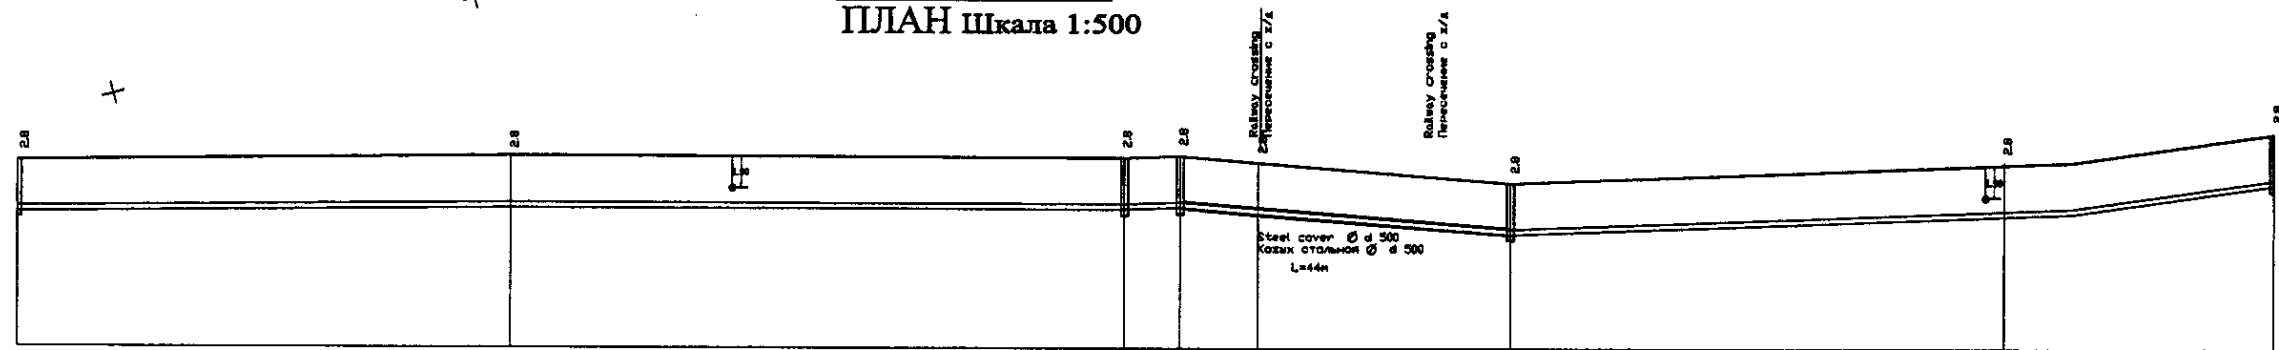 ПЛАН Шкала 1:500
Railway crossing
Пересечение с ж/д
Railway crossing
Пересечение с ж/д
2.8
2.8
2.8
2.8
2.8
2.8
2.8
Steel cover Ø d 500
Кожух стальной Ø d 500
L=44м